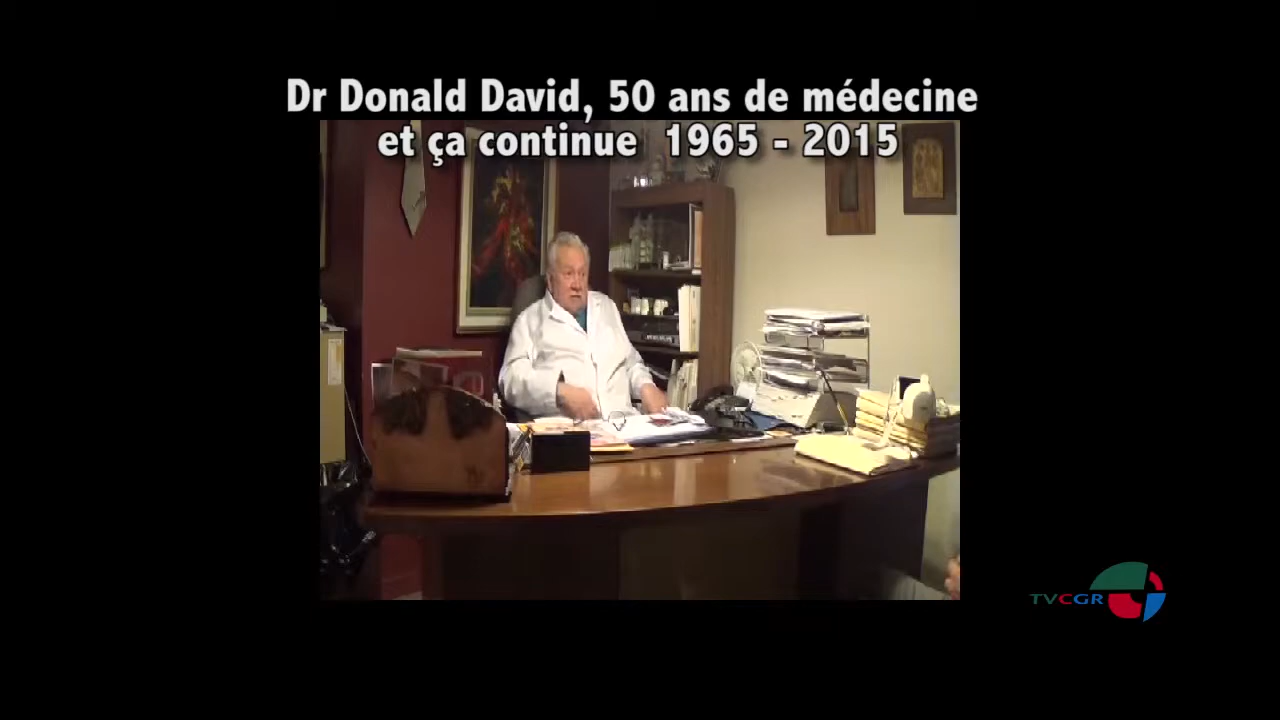 Dr Donald David, 50 ans de médecine
et ça continue 1965 - 2015
TVCGR